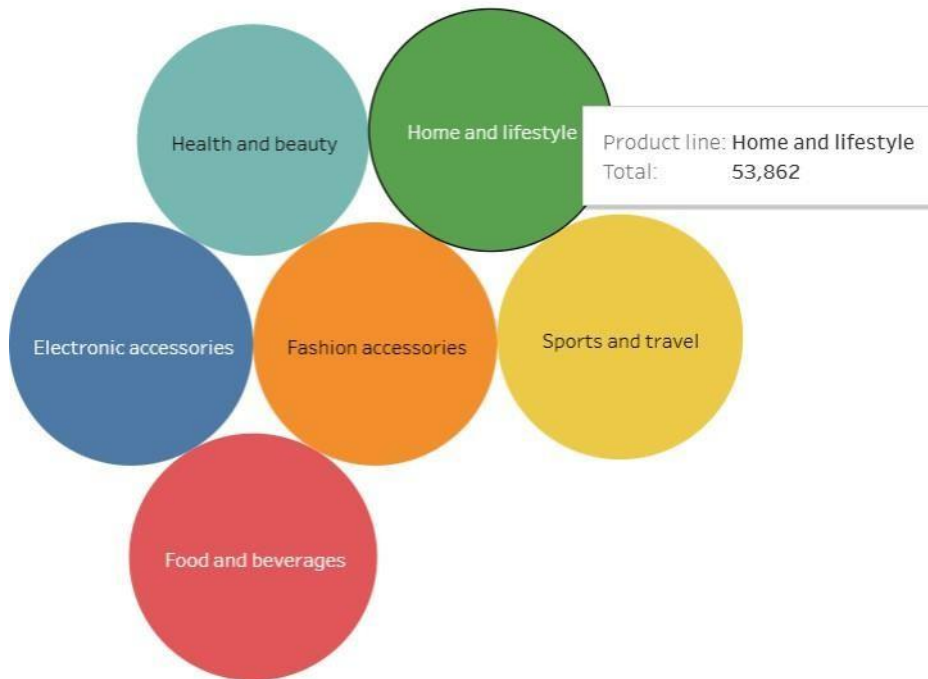 Health and beauty
Home and lifestyle
Product line: Home and lifestyle
Total: 53,862
Electronic accessories
Fashion accessories
Sports and travel
Food and beverages